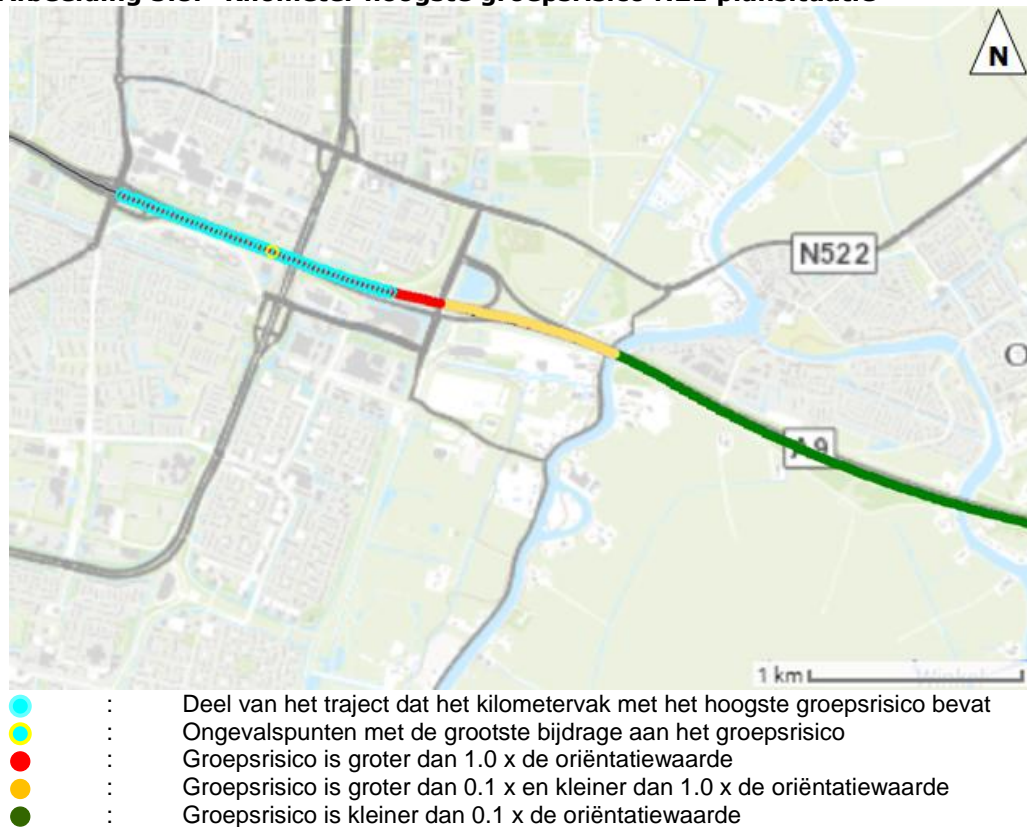 N
N522
O
A9
1 km
Deel van het traject dat het kilometervak met het hoogste groepsrisico bevat
: Ongevalspunten met de grootste bijdrage aan het groepsrisico
: Groepsrisico is groter dan 1.0 x de oriëntatiewaarde
: Groepsrisico is groter dan 0.1 x en kleiner dan 1.0 x de oriëntatiewaarde
: Groepsrisico is kleiner dan 0.1 x de oriëntatiewaarde